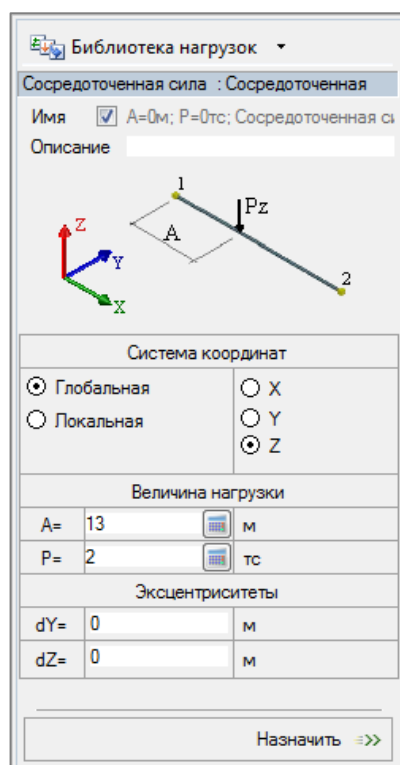 Библиотека нагрузок
Сосредоточенная сила : Сосредоточенная
Имя A=0м; P=0тс; Сосредоточенная си
Описание
1
Z Pz
Y A
X 2
Система координат
Глобальная X
Локальная Y
Z
Величина нагрузки
A= 13 м
P= 2 тс
Эксцентриситеты
dY= 0 м
dZ= 0 м
Назначить